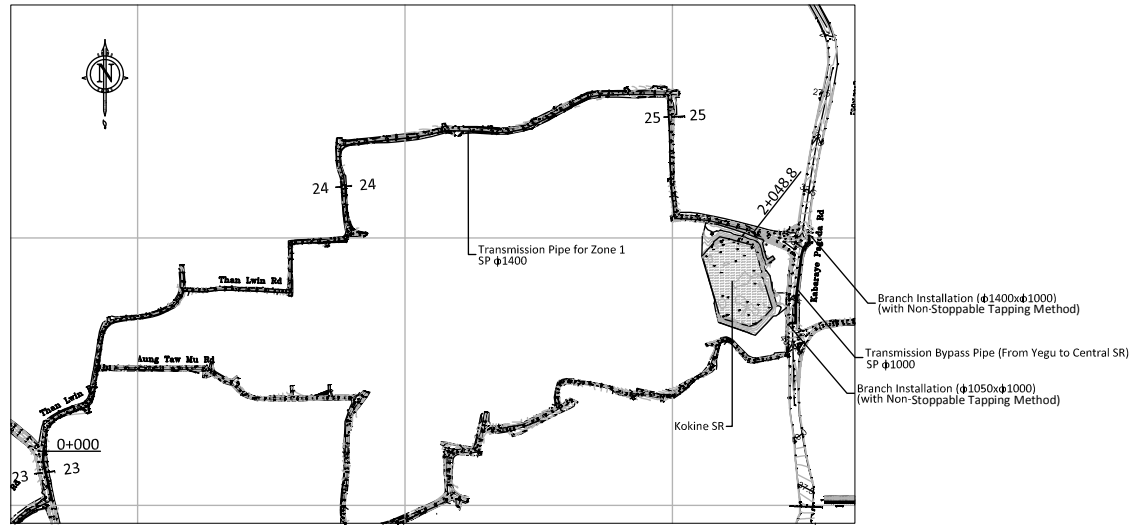 N
27
25 25
24 24
2+048.8
Kabaraye Pagoda Rd
Transmission Pipe for Zone 1
SP ϕ1400
Than Lwin Rd
Branch Installation (ϕ1400xϕ1000)
(with Non-Stoppable Tapping Method)
Aung Taw Mu Rd
Transmission Bypass Pipe (From Yegu to Central SR)
SP ϕ1000
Branch Installation (ϕ1050xϕ1000)
(with Non-Stoppable Tapping Method)
Than Lwin
Kokine SR
0+000
23 23
Rd